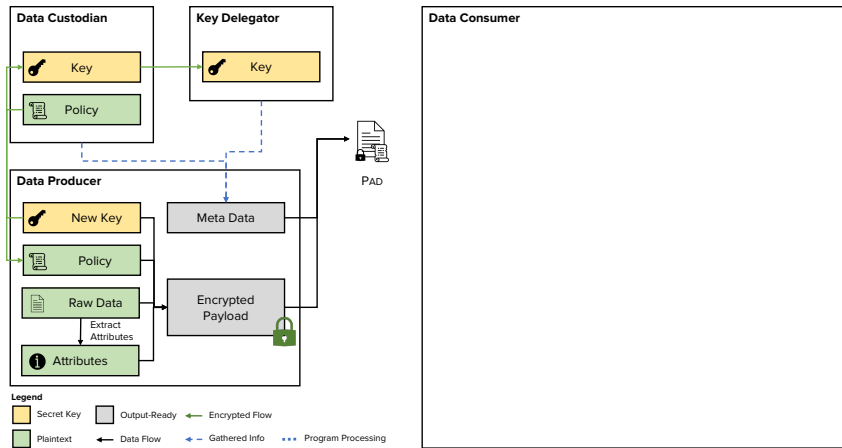 Data Custodian
Key
Policy
Key Delegator
Key
Data Consumer
PAD
Data Producer
New Key
Policy
Raw Data
Extract
Attributes
Attributes
Meta Data
Encrypted
Payload
Legend
Secret Key
Output-Ready
Encrypted Flow
Plaintext
Data Flow
Gathered Info
Program Processing